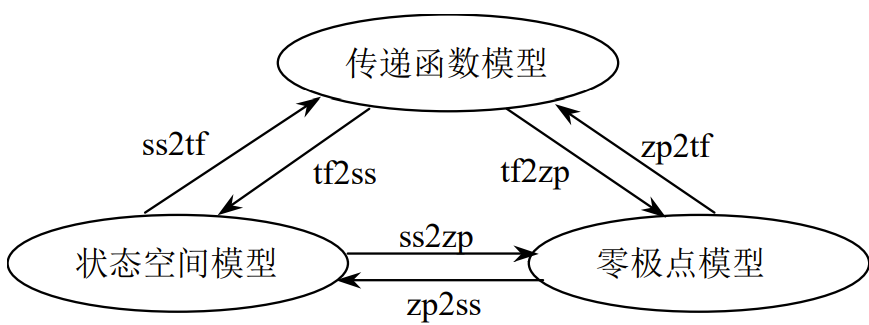 传递函数模型
ss2tf
tf2ss
tf2zp
zp2tf
状态空间模型
ss2zp
zp2ss
零极点模型